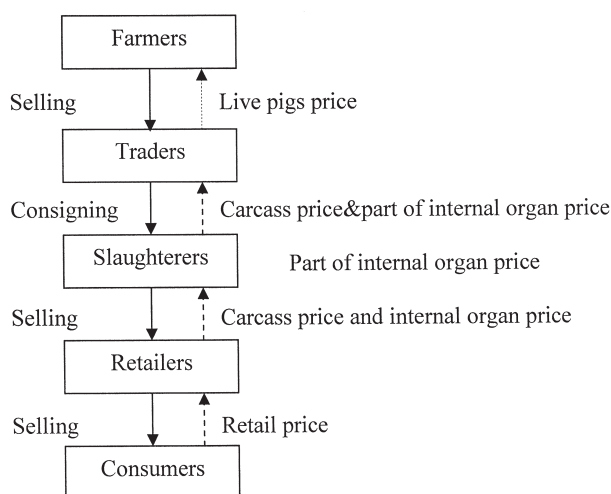 Farmers
Selling
Live pigs price
Traders
Consigning
Carcass price&part of internal organ price
Slaughterers
Part of internal organ price
Selling
Carcass price and internal organ price
Retailers
Selling
Retail price
Consumers